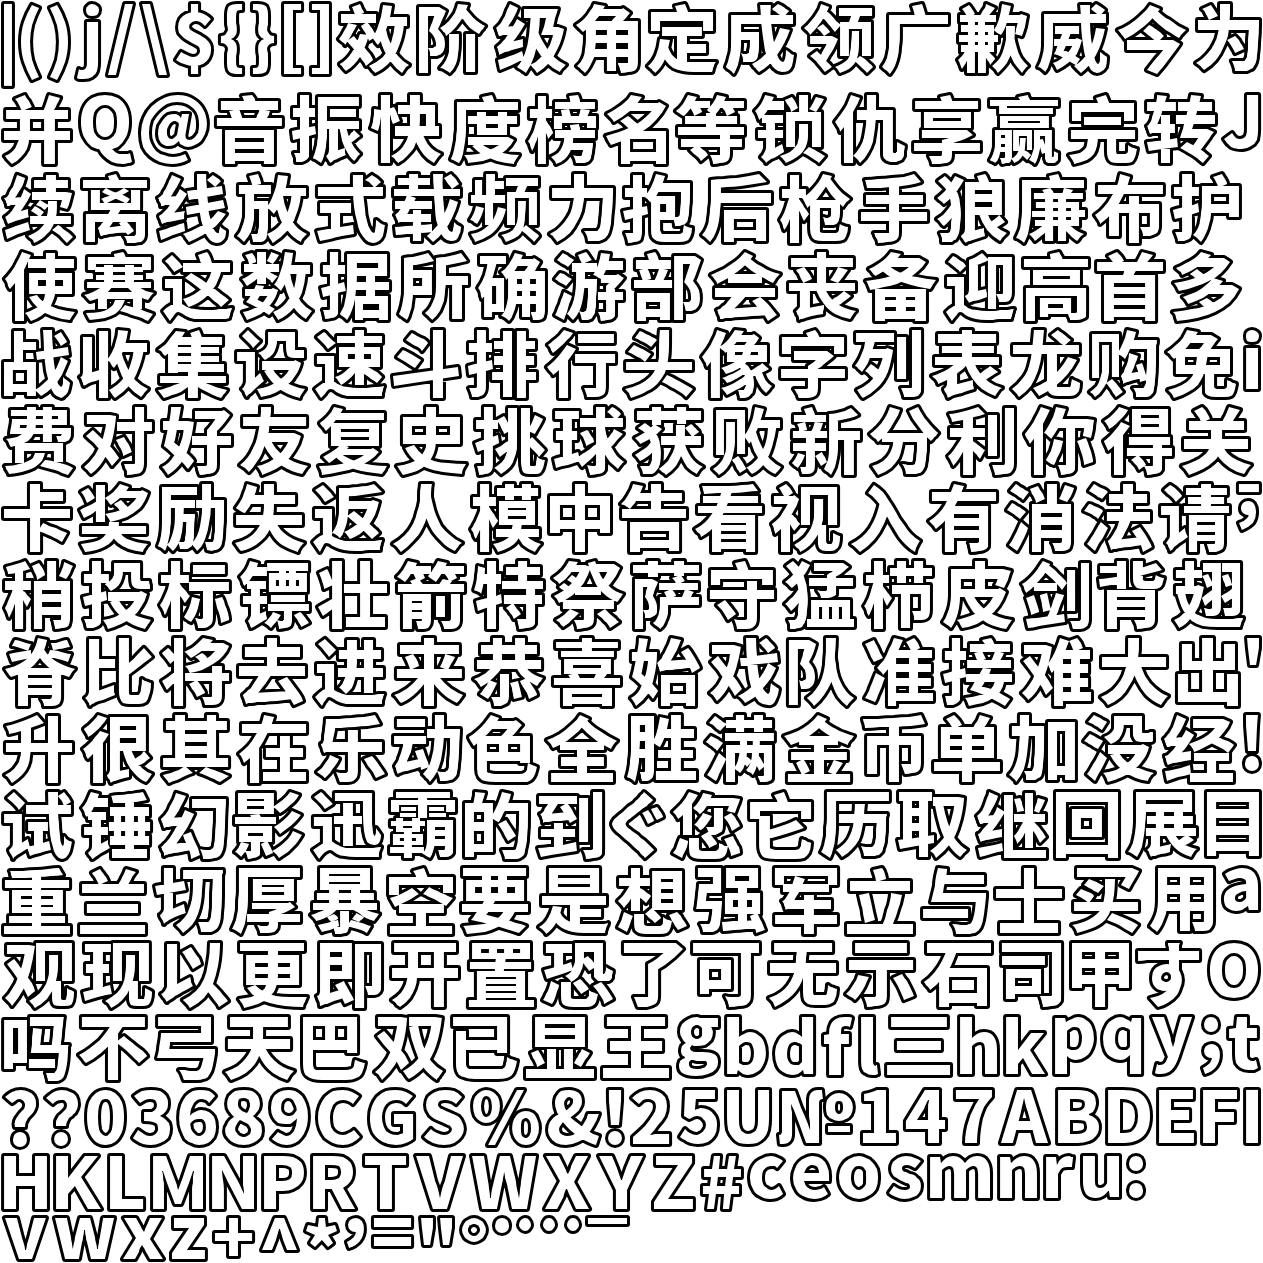 |()j/\${}[]效阶级角定成领广歉威今为
并Q@音振快度榜名等锁仇享赢完转J
续离线放式载频力抱后枪手狼廉布护
使赛这数据所确游部会丧备迎高首多
战收集设速斗排行头像字列表龙购免i
费对好友复史挑球获败新分利你得关
卡奖励失返人模中告看视入有消法请
稍投标镖壮箭特祭萨守猛栉皮剑背翅
脊比将去进来恭喜始戏队准接难大出'
升很其在乐动色全胜满金币单加没经!
试锤幻影迅霸的到ぐ您它历取继回展目
重兰切厚暴空要是想强军立与士买用a
观现以更即开置恐了可无示石司甲すO
吗不弓天巴双已显王gbdfl三hkpqy;t
??03689CGS%&!25U№147ABDEFI
HKLMNPRTVWXYZ#ceosmnru:
vwxz+^*,="°